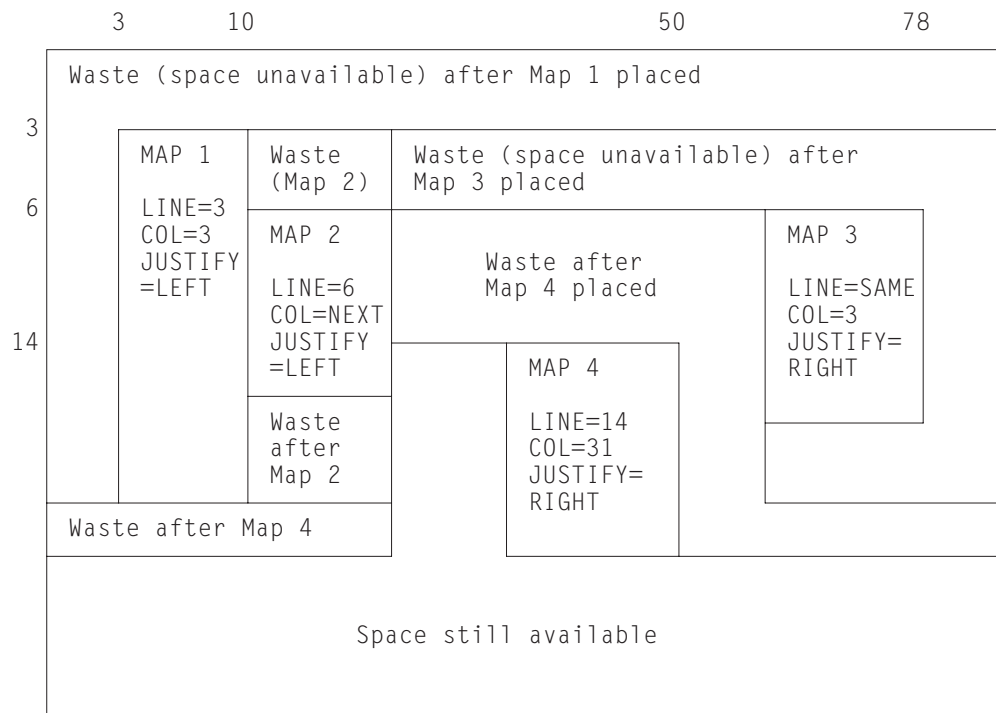 3 10 50 78
Waste (space unavailable) after Map 1 placed
3
MAP 1
LINE=3
COL=3
JUSTIFY
=LEFT
Waste
(Map 2)
Waste (space unavailable) after
Map 3 placed
6
MAP 2
LINE=6
COL=NEXT
JUSTIFY
=LEFT
Waste after
Map 4 placed
MAP 3
LINE=SAME
COL=3
JUSTIFY=
RIGHT
14
MAP 4
LINE=14
COL=31
JUSTIFY=
RIGHT
Waste
after
Map 2
Waste after Map 4
Space still available